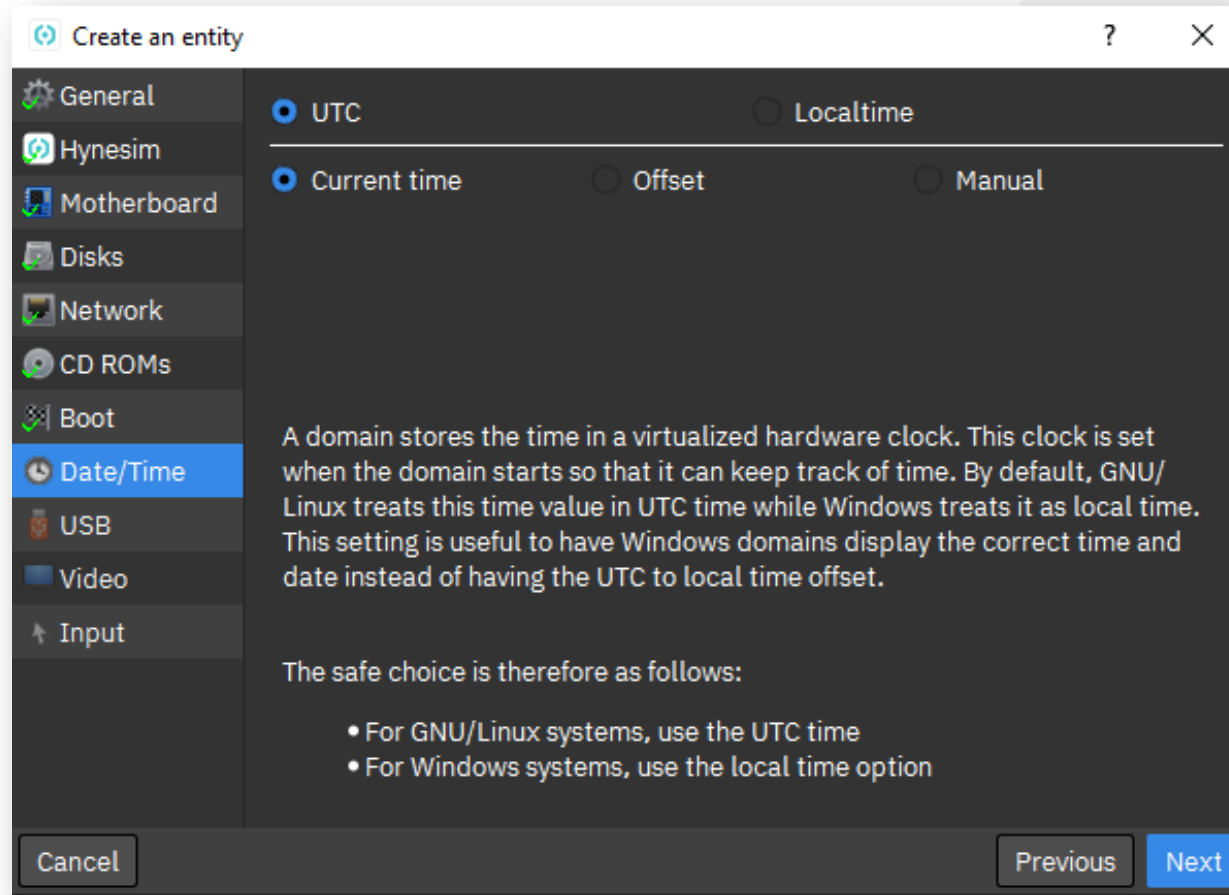 Create an entity
?
General
Hynesim
Motherboard
Disks
Network
CD ROMs
Boot
Date/Time
USB
Video
Input
UTC Localtime
Current time Offset Manual
A domain stores the time in a virtualized hardware clock. This clock is set
when the domain starts so that it can keep track of time. By default, GNU/
Linux treats this time value in UTC time while Windows treats it as local time.
This setting is useful to have Windows domains display the correct time and
date instead of having the UTC to local time offset.
The safe choice is therefore as follows:
• For GNU/Linux systems, use the UTC time
• For Windows systems, use the local time option
Cancel Previous Next